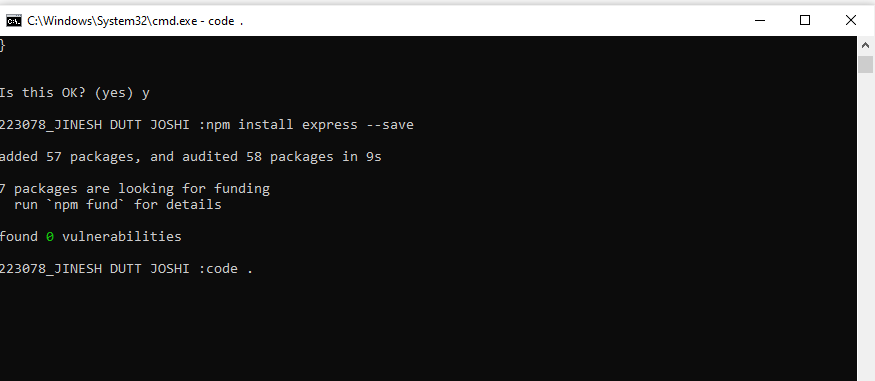 C:\Windows\System32\cmd.exe - code .
}
Is this OK? (yes) y
223078_JINESH DUTT JOSHI :npm install express --save
added 57 packages, and audited 58 packages in 9s
7 packages are looking for funding
  run `npm fund` for details
found 0 vulnerabilities
223078_JINESH DUTT JOSHI :code .